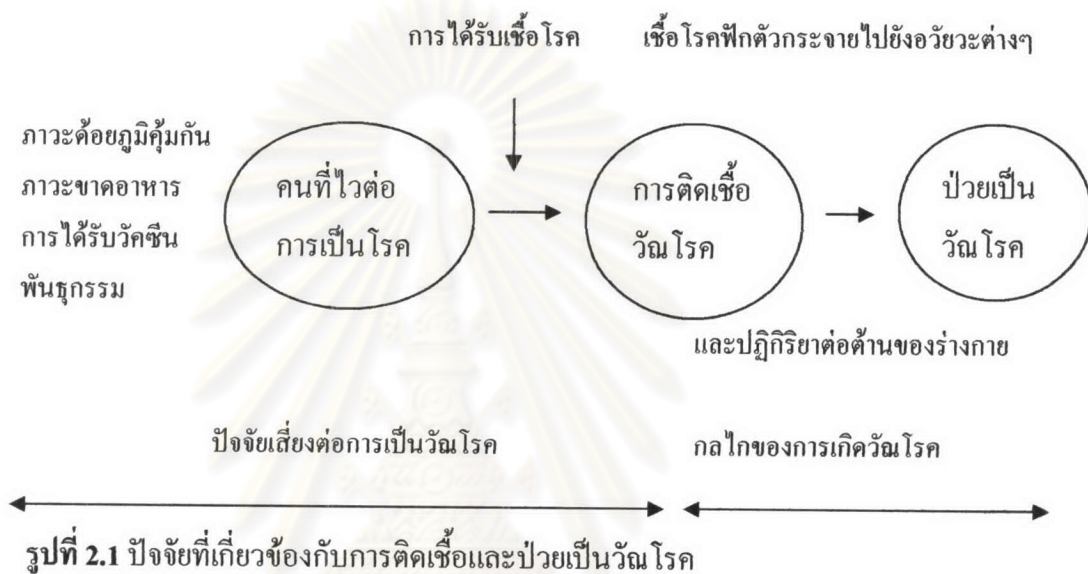 การได้รับเชื้อโรค เชื้อโรคฟักตัวกระจายไปยังอวัยวะต่างๆ
ภาวะด้อยภูมิคุ้มกัน
ภาวะขาดอาหาร
การได้รับวัคซีน
พันธุกรรม
คนที่ไวต่อ
การเป็นโรค
การติดเชื้อ
วัณโรค
ป่วยเป็น
วัณโรค
และปฏิกิริยาต่อต้านของร่างกาย
ปัจจัยเสี่ยงต่อการเป็นวัณโรค กลไกของการเกิดวัณโรค
รูปที่ 2.1 ปัจจัยที่เกี่ยวข้องกับการติดเชื้อและป่วยเป็นวัณโรค